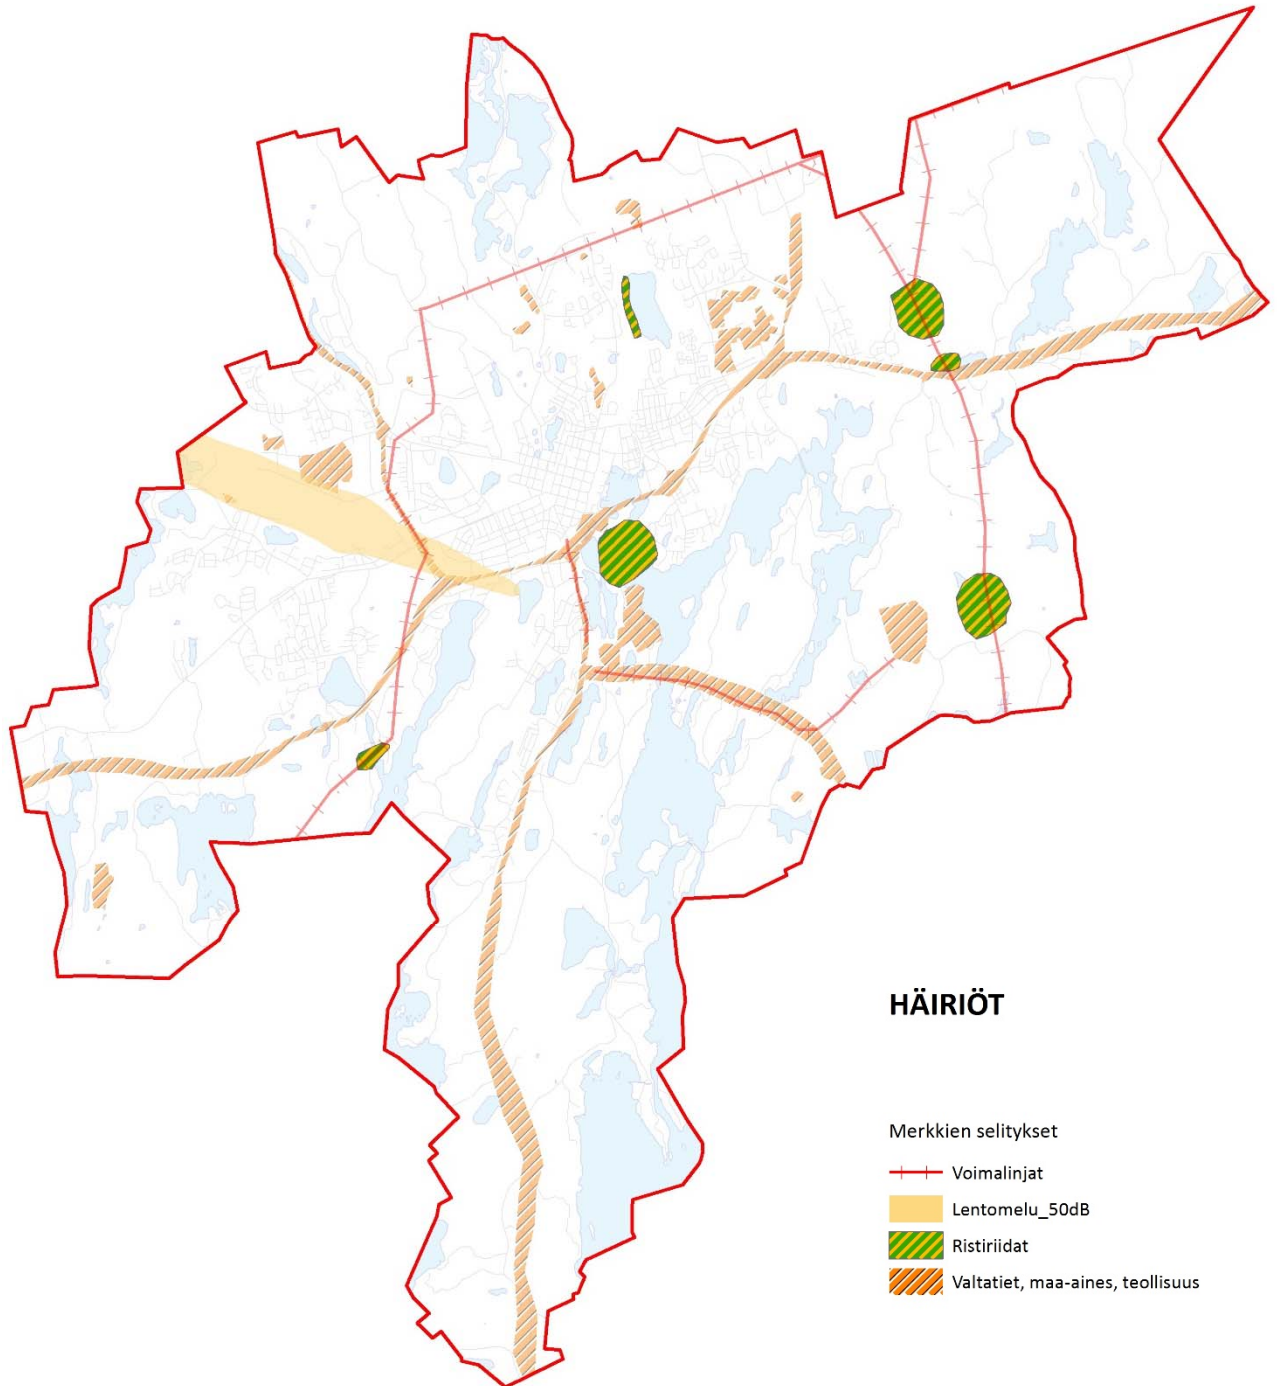 HÄIRIÖT
Merkkien selitykset
Voimalinjat
Lentomelu_50dB
Ristiriidat
Valtatiet, maa-aines, teollisuus